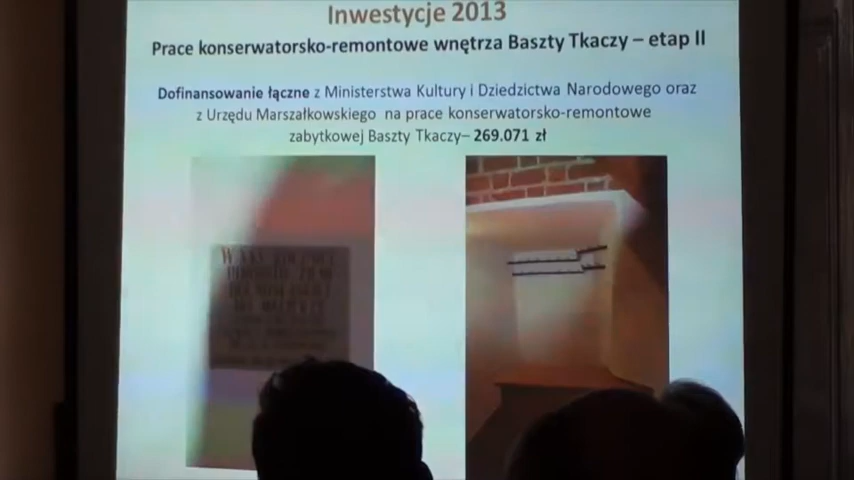 Inwestycje 2013
Prace konserwatorsko-remontowe wnętrza Baszty Tkaczy – etap II
Dofinansowanie łączne z Ministerstwa Kultury i Dziedzictwa Narodowego oraz
z Urzędu Marszałkowskiego na prace konserwatorsko-remontowe
zabytkowej Baszty Tkaczy– 269.071 zł